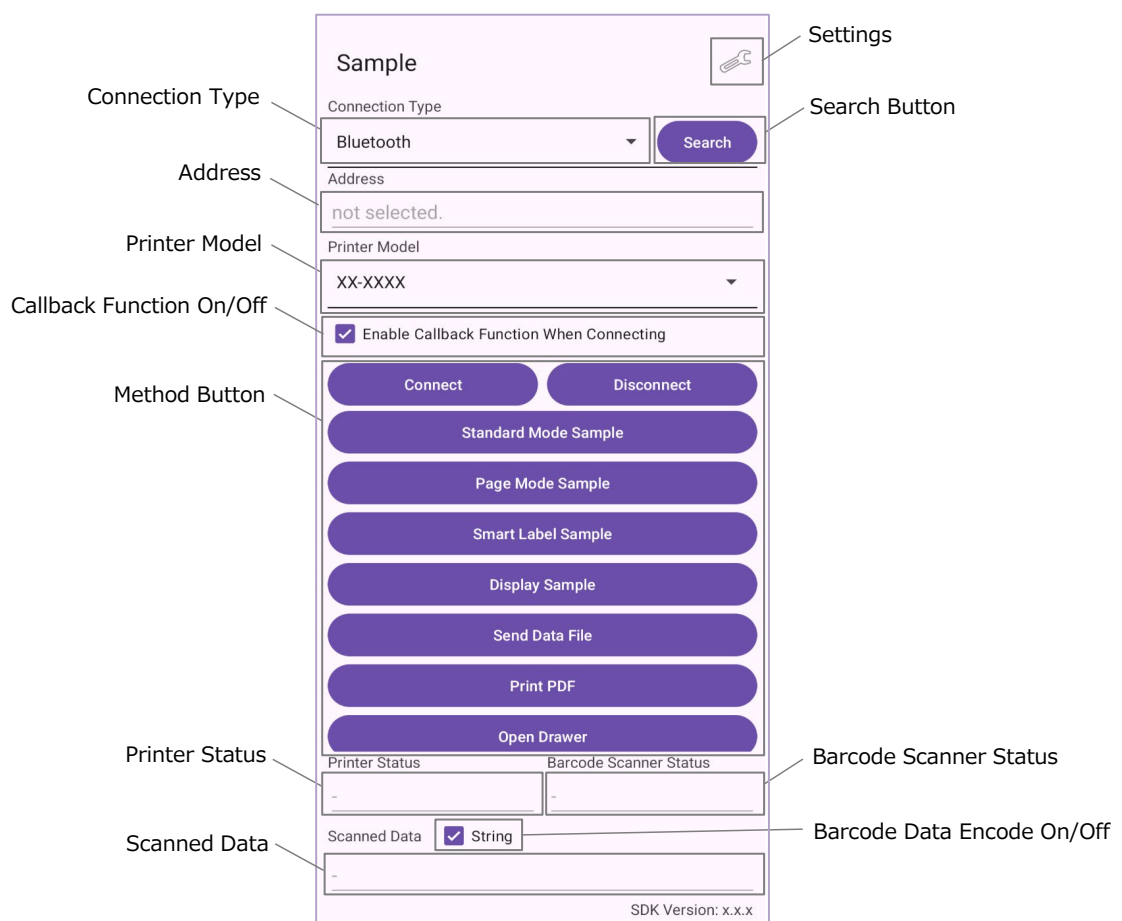 Settings
Sample
Connection Type
Connection Type
Search Button
Bluetooth
Search
Address
Address
not selected.
Printer Model
Printer Model
XX-XXXX
Callback Function On/Off
Enable Callback Function When Connecting
Method Button
Connect
Disconnect
Standard Mode Sample
Page Mode Sample
Smart Label Sample
Display Sample
Send Data File
Print PDF
Open Drawer
Printer Status
Printer Status
Barcode Scanner Status
Barcode Scanner Status
-
-
Scanned Data
String
Barcode Data Encode On/Off
Scanned Data
-
SDK Version: x.x.x